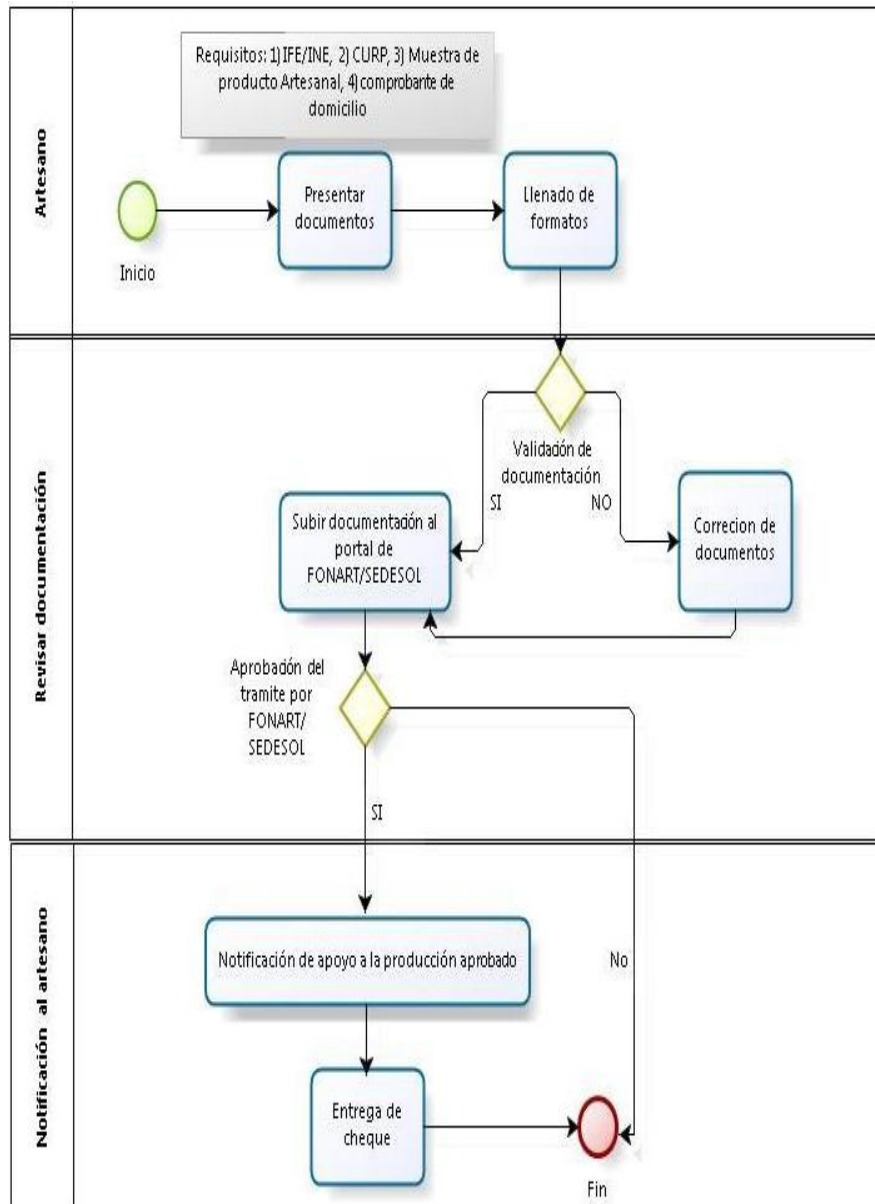 Artesano
Requisitos: 1) IFE/INE, 2) CURP, 3) Muestra de
producto Artesanal, 4)comprobante de
domicilio
Inicio
Presentar
documentos
Llenado de
formatos
Revisar documentación
Validación de
documentación
SI
NO
Subir documentación al
portal de
FONART/SEDESOL
Correcion de
documentos
Aprobación del
tramite por
FONART/
SEDESOL
SI
Notificación al artesano
Notificación de apoyo a la producción aprobado
No
Entrega de
cheque
Fin